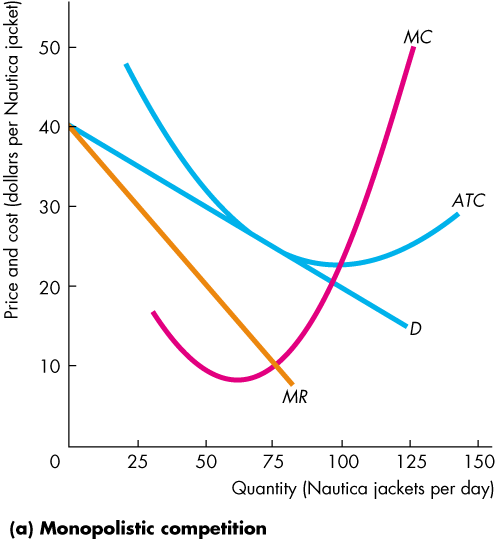 Price and cost (dollars per Nautica jacket)
50
40
30
20
10
0
25
50
75
100
125
150
MC
ATC
D
MR
Quantity (Nautica jackets per day)
(a) Monopolistic competition